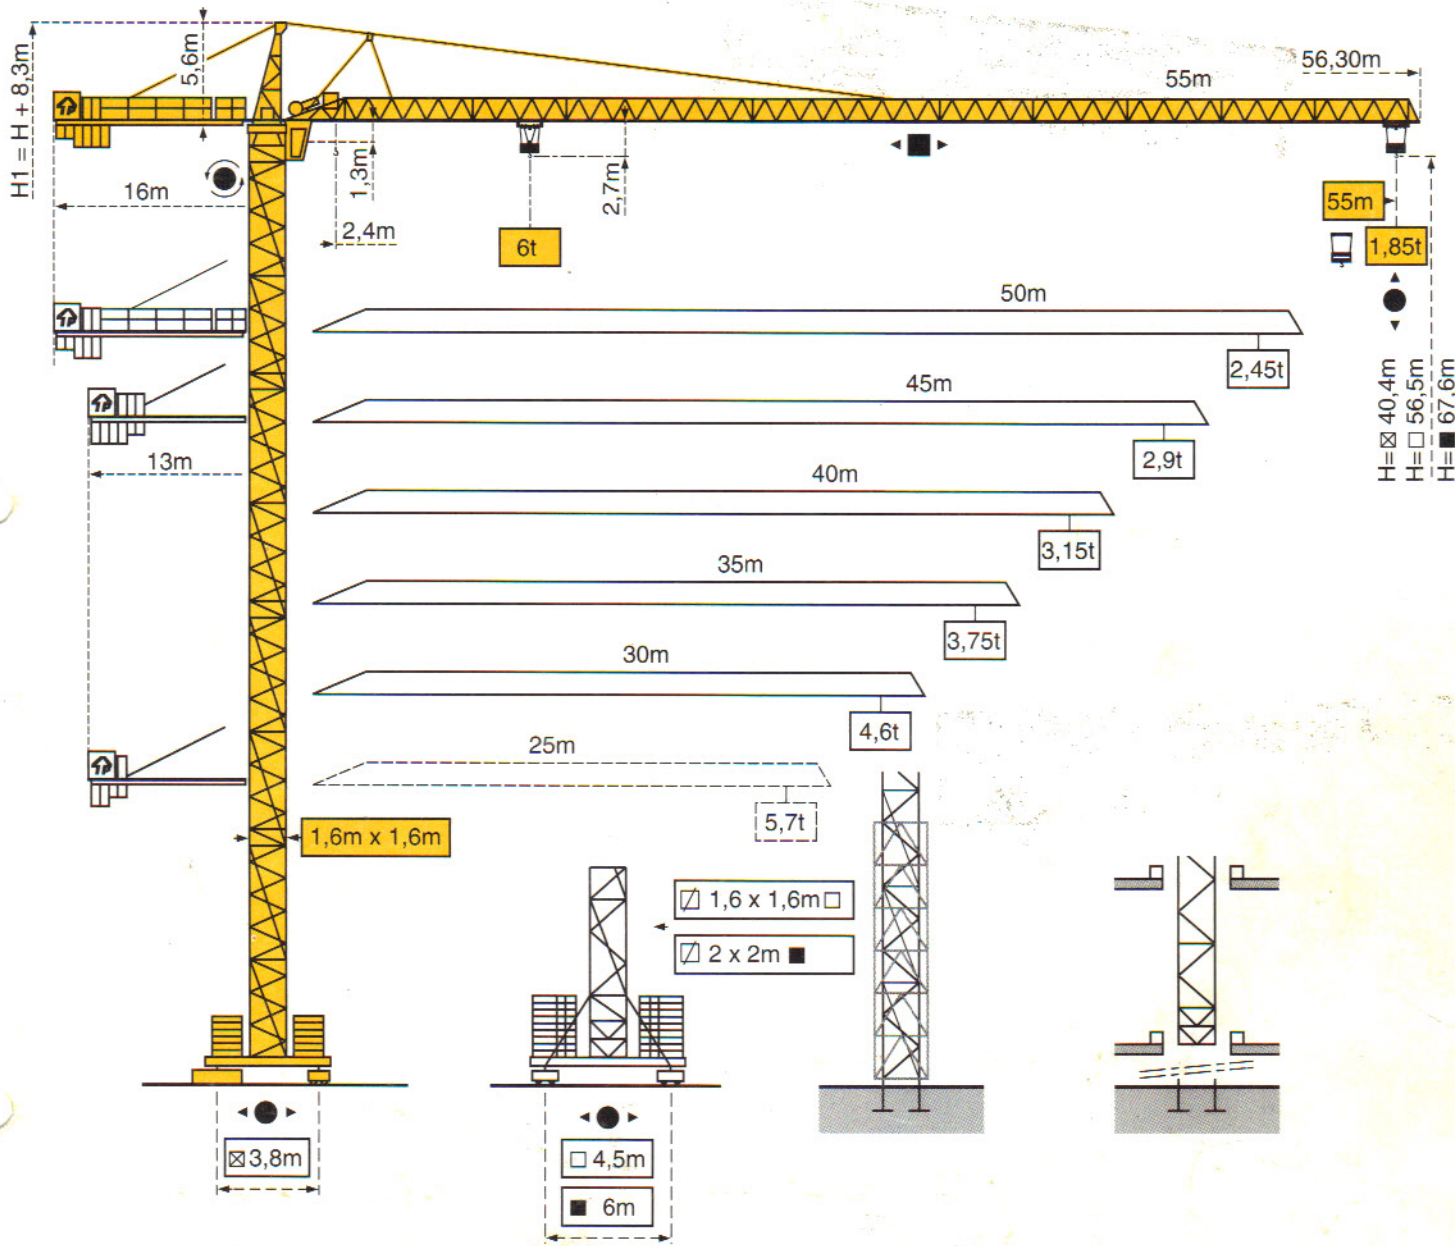 H1 = H + 8,3m
5,6m
55m
56,30m
16m
1,3m
2,4m
2,7m
6t
55m
1,85t
50m
2,45t
H=☒ 40,4m
H=□ 56,5m
H=■ 67,6m
45m
2,9t
13m
40m
3,15t
35m
3,75t
30m
4,6t
25m
5,7t
1,6m x 1,6m
1,6 x 1,6m □
2 x 2m ■
☒ 3,8m
□ 4,5m
■ 6m